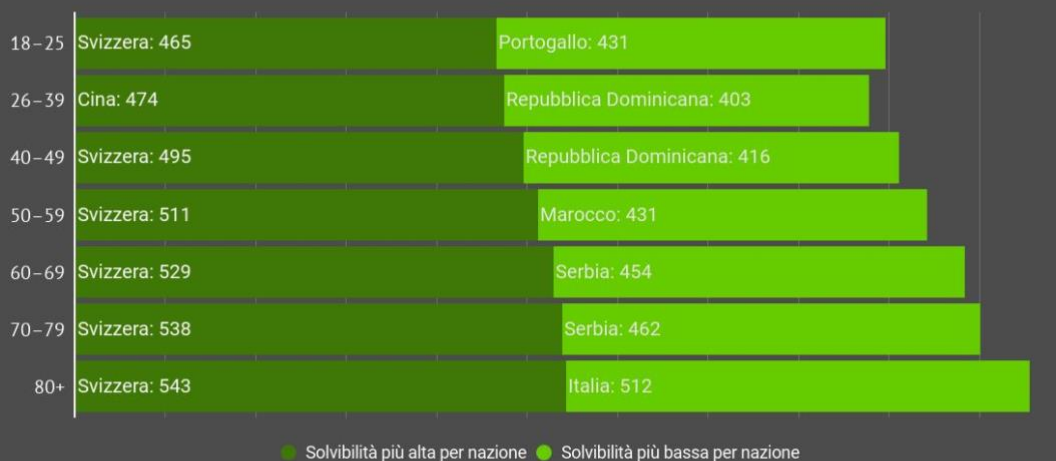 18–25 Svizzera: 465 Portogallo: 431
26–39 Cina: 474 Repubblica Dominicana: 403
40–49 Svizzera: 495 Repubblica Dominicana: 416
50–59 Svizzera: 511 Marocco: 431
60–69 Svizzera: 529 Serbia: 454
70–79 Svizzera: 538 Serbia: 462
80+ Svizzera: 543 Italia: 512
Solvibilità più alta per nazione Solvibilità più bassa per nazione